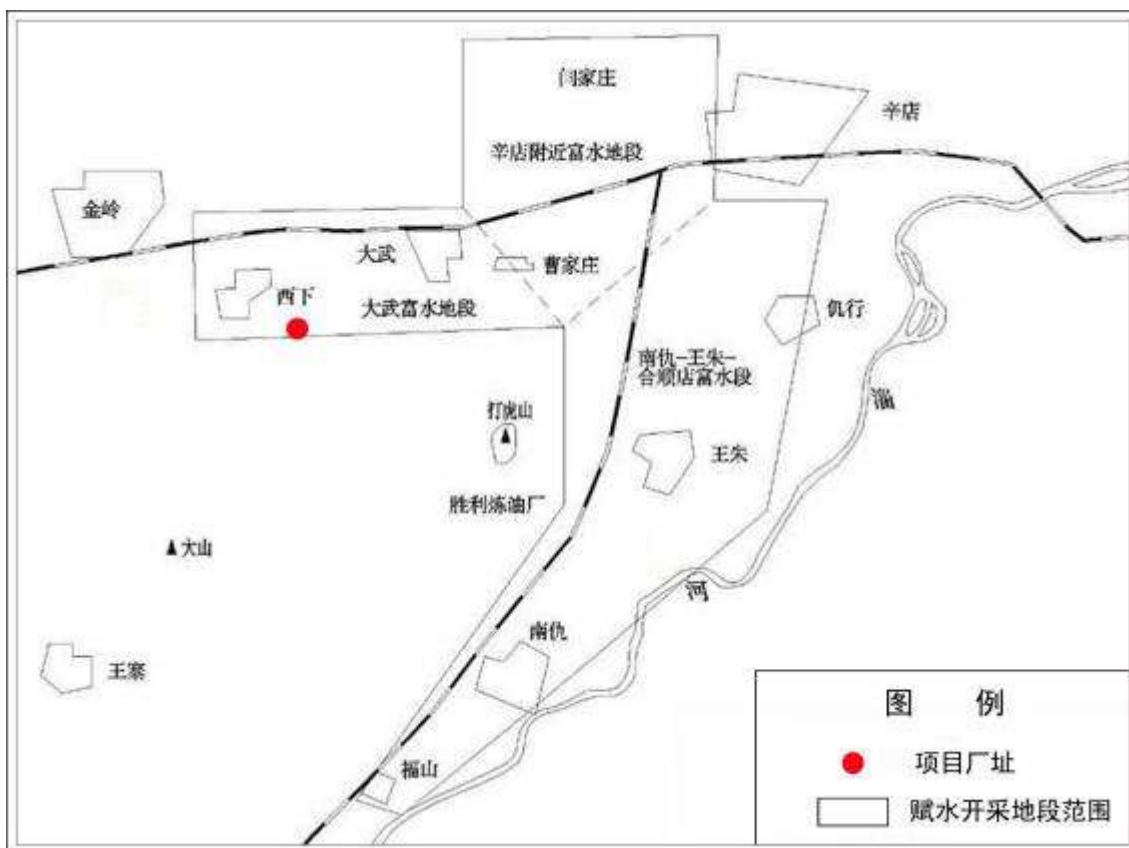 闫家庄
辛店
辛店附近富水地段
金岭
大武
曹家庄
西下
大武富水地段
仉行
南仇-王朱-
合顺店富水段
淄
打虎山
王朱
胜利炼油厂
大山
河
南仇
王寨
福山
图 例
项目厂址
赋水开采地段范围